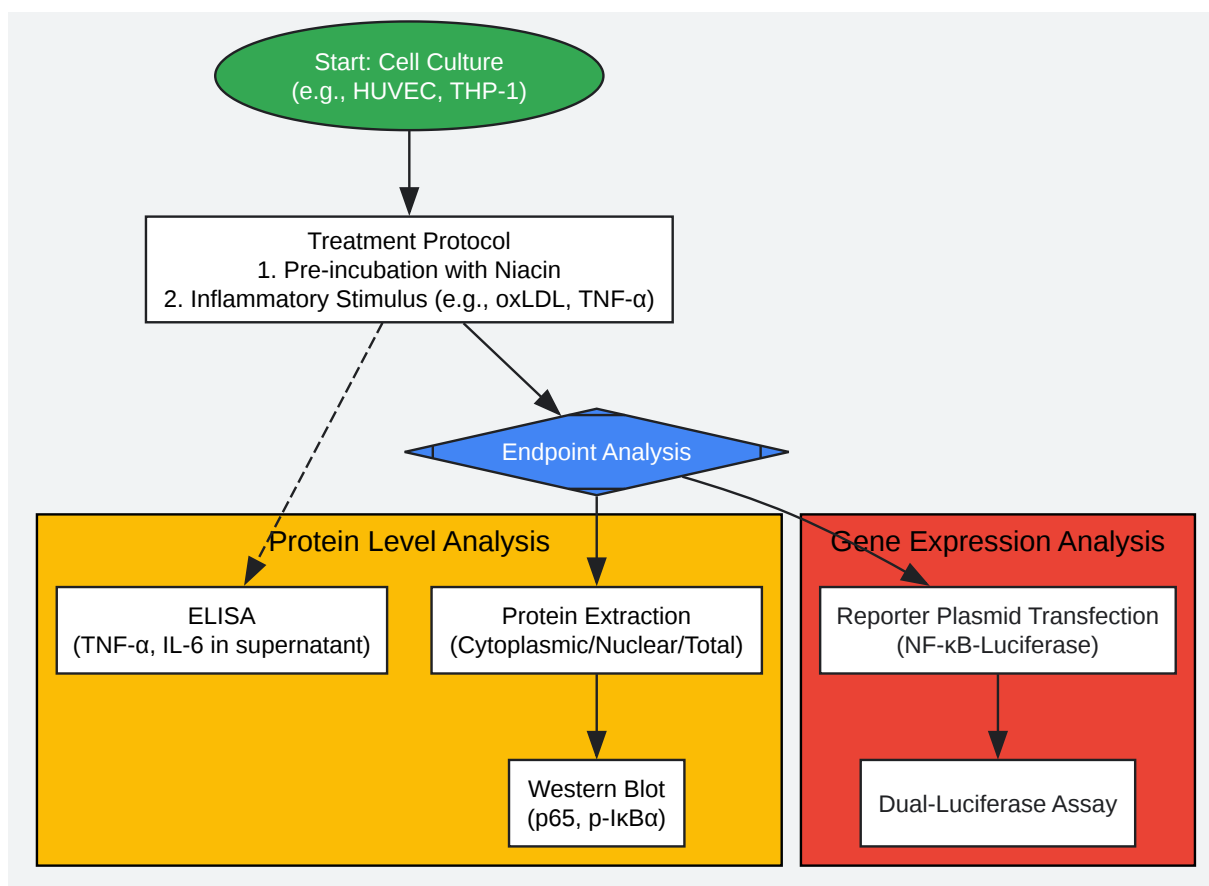 Start: Cell Culture
(e.g., HUVEC, THP-1)
Treatment Protocol
1. Pre-incubation with Niacin
2. Inflammatory Stimulus (e.g., oxLDL, TNF-α)
Endpoint Analysis
Protein Level Analysis
ELISA
(TNF-α, IL-6 in supernatant)
Protein Extraction
(Cytoplasmic/Nuclear/Total)
Western Blot
(p65, p-IκBα)
Gene Expression Analysis
Reporter Plasmid Transfection
(NF-κB-Luciferase)
Dual-Luciferase Assay